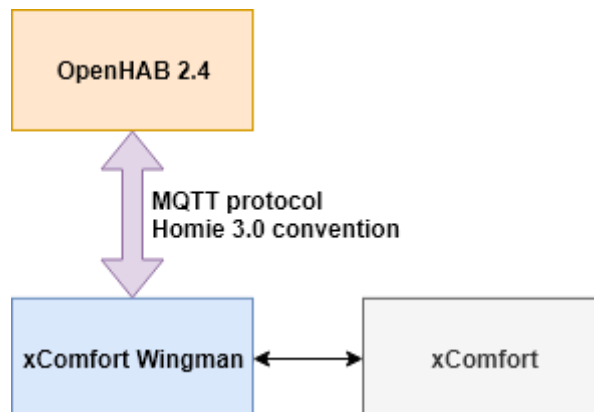 OpenHAB 2.4
MQTT protocol
Homie 3.0 convention
xComfort Wingman
xComfort